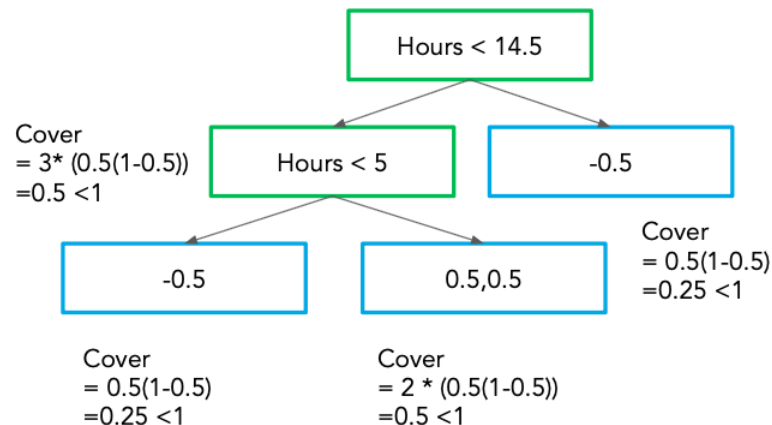 Hours < 14.5
Cover
= 3* (0.5(1-0.5))
=0.5 <1
Hours < 5
-0.5
Cover
= 0.5(1-0.5)
=0.25 <1
-0.5
0.5,0.5
Cover
= 0.5(1-0.5)
=0.25 <1
Cover
= 2 * (0.5(1-0.5))
=0.5 <1